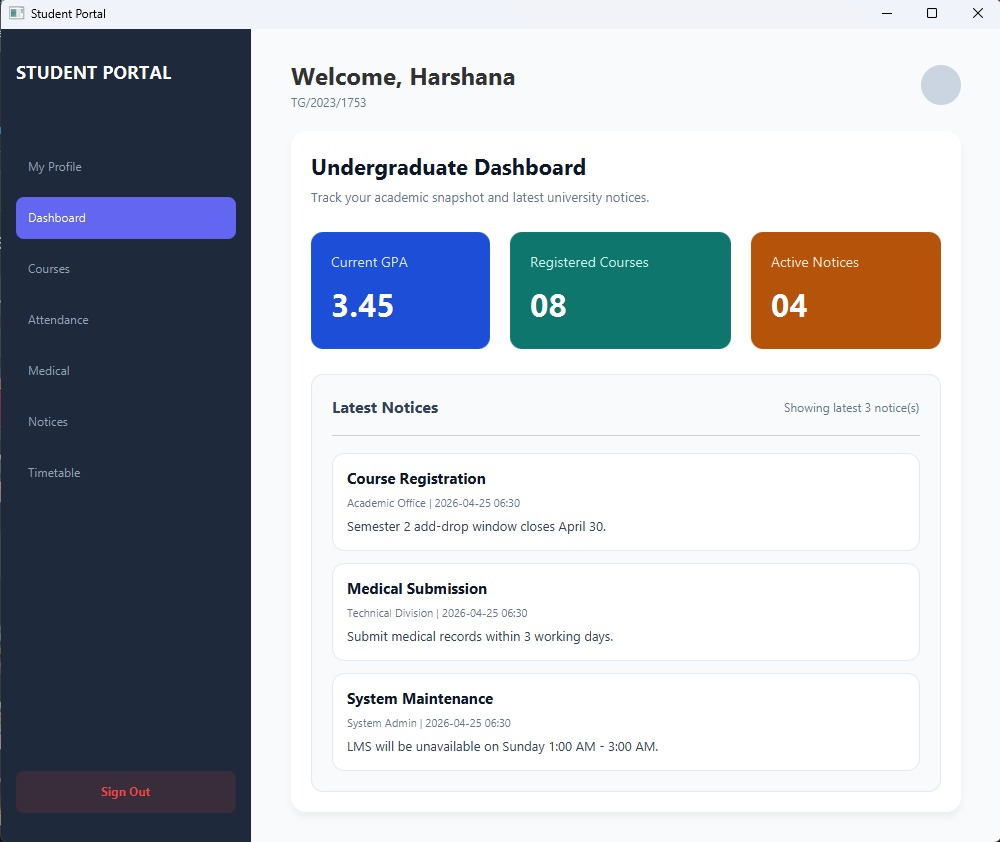 Student Portal
STUDENT PORTAL
My Profile
Dashboard
Courses
Attendance
Medical
Notices
Timetable
Sign Out
Welcome, Harshana
TG/2023/1753
Undergraduate Dashboard
Track your academic snapshot and latest university notices.
Current GPA
3.45
Registered Courses
08
Active Notices
04
Latest Notices
Showing latest 3 notice(s)
Course Registration
Academic Office | 2026-04-25 06:30
Semester 2 add-drop window closes April 30.
Medical Submission
Technical Division | 2026-04-25 06:30
Submit medical records within 3 working days.
System Maintenance
System Admin | 2026-04-25 06:30
LMS will be unavailable on Sunday 1:00 AM - 3:00 AM.